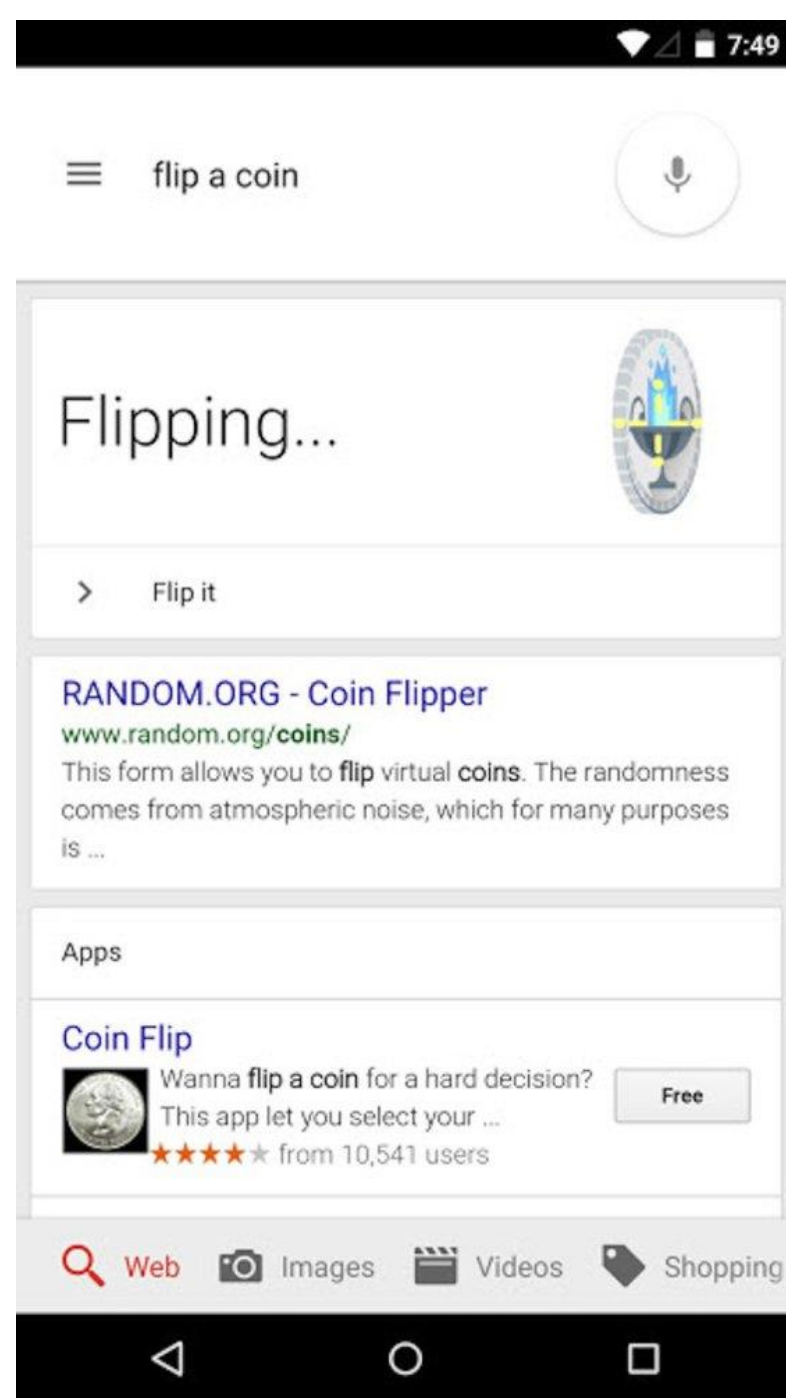 7:49
flip a coin
Flipping...
Flip it
RANDOM.ORG - Coin Flipper
www.random.org/coins/
This form allows you to flip virtual coins. The randomness
comes from atmospheric noise, which for many purposes
is ...
Apps
Coin Flip
Wanna flip a coin for a hard decision?
This app let you select your ...
from 10,541 users
Free
Web
Images
Videos
Shopping